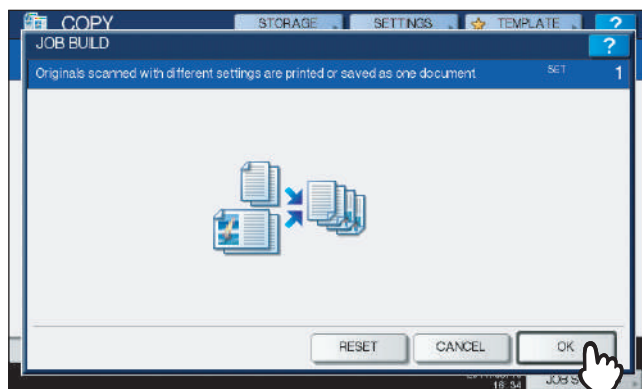 COPY STORAGE SETTINGS TEMPLATE ?
JOB BUILD ?
Originals scanned with different settings are printed or saved as one document SET 1
RESET CANCEL OK
16:34 JOB S